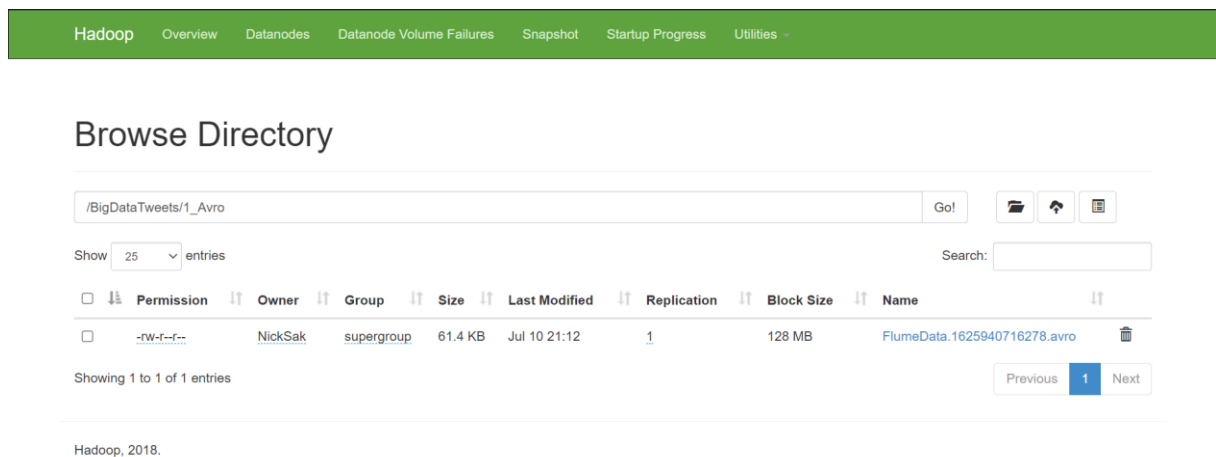 Hadoop Overview Datanodes Datanode Volume Failures Snapshot Startup Progress Utilities
Browse Directory
/BigDataTweets/1_Avro Go!
Show 25 entries Search:
Permission Owner Group Size Last Modified Replication Block Size Name
-rw-r--r-- NickSak supergroup 61.4 KB Jul 10 21:12 1 128 MB FlumeData.1625940716278.avro
Showing 1 to 1 of 1 entries Previous 1 Next
Hadoop, 2018.